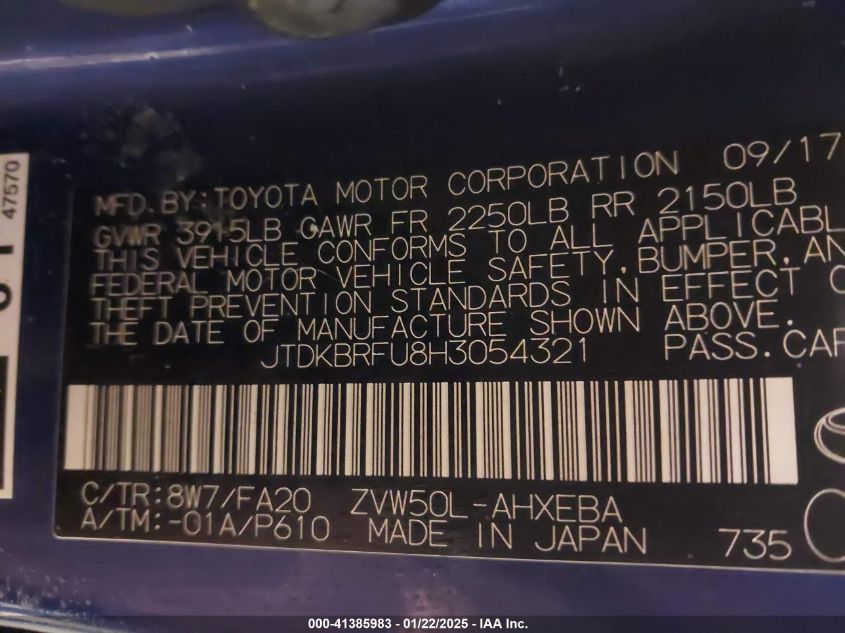 47570
MFD.BY:TOYOTA MOTOR CORPORATION 09/17
GVWR 3915LB GAWR FR 2250LB RR 2150LB
THIS VEHICLE CONFORMS TO ALL APPLICABL
FEDERAL MOTOR VEHICLE SAFETY, BUMPER, AN
THEFT PREVENTION STANDARDS IN EFFECT O
THE DATE OF MANUFACTURE SHOWN ABOVE.
JTDKBRFU8H3054321 PASS.CAR
C/TR:8W7/FA20 ZVW50L-AHXEBA
A/TM:-01A/P610 MADE IN JAPAN 735
000-41385983 / 01/22/2025 - IAA Inc.